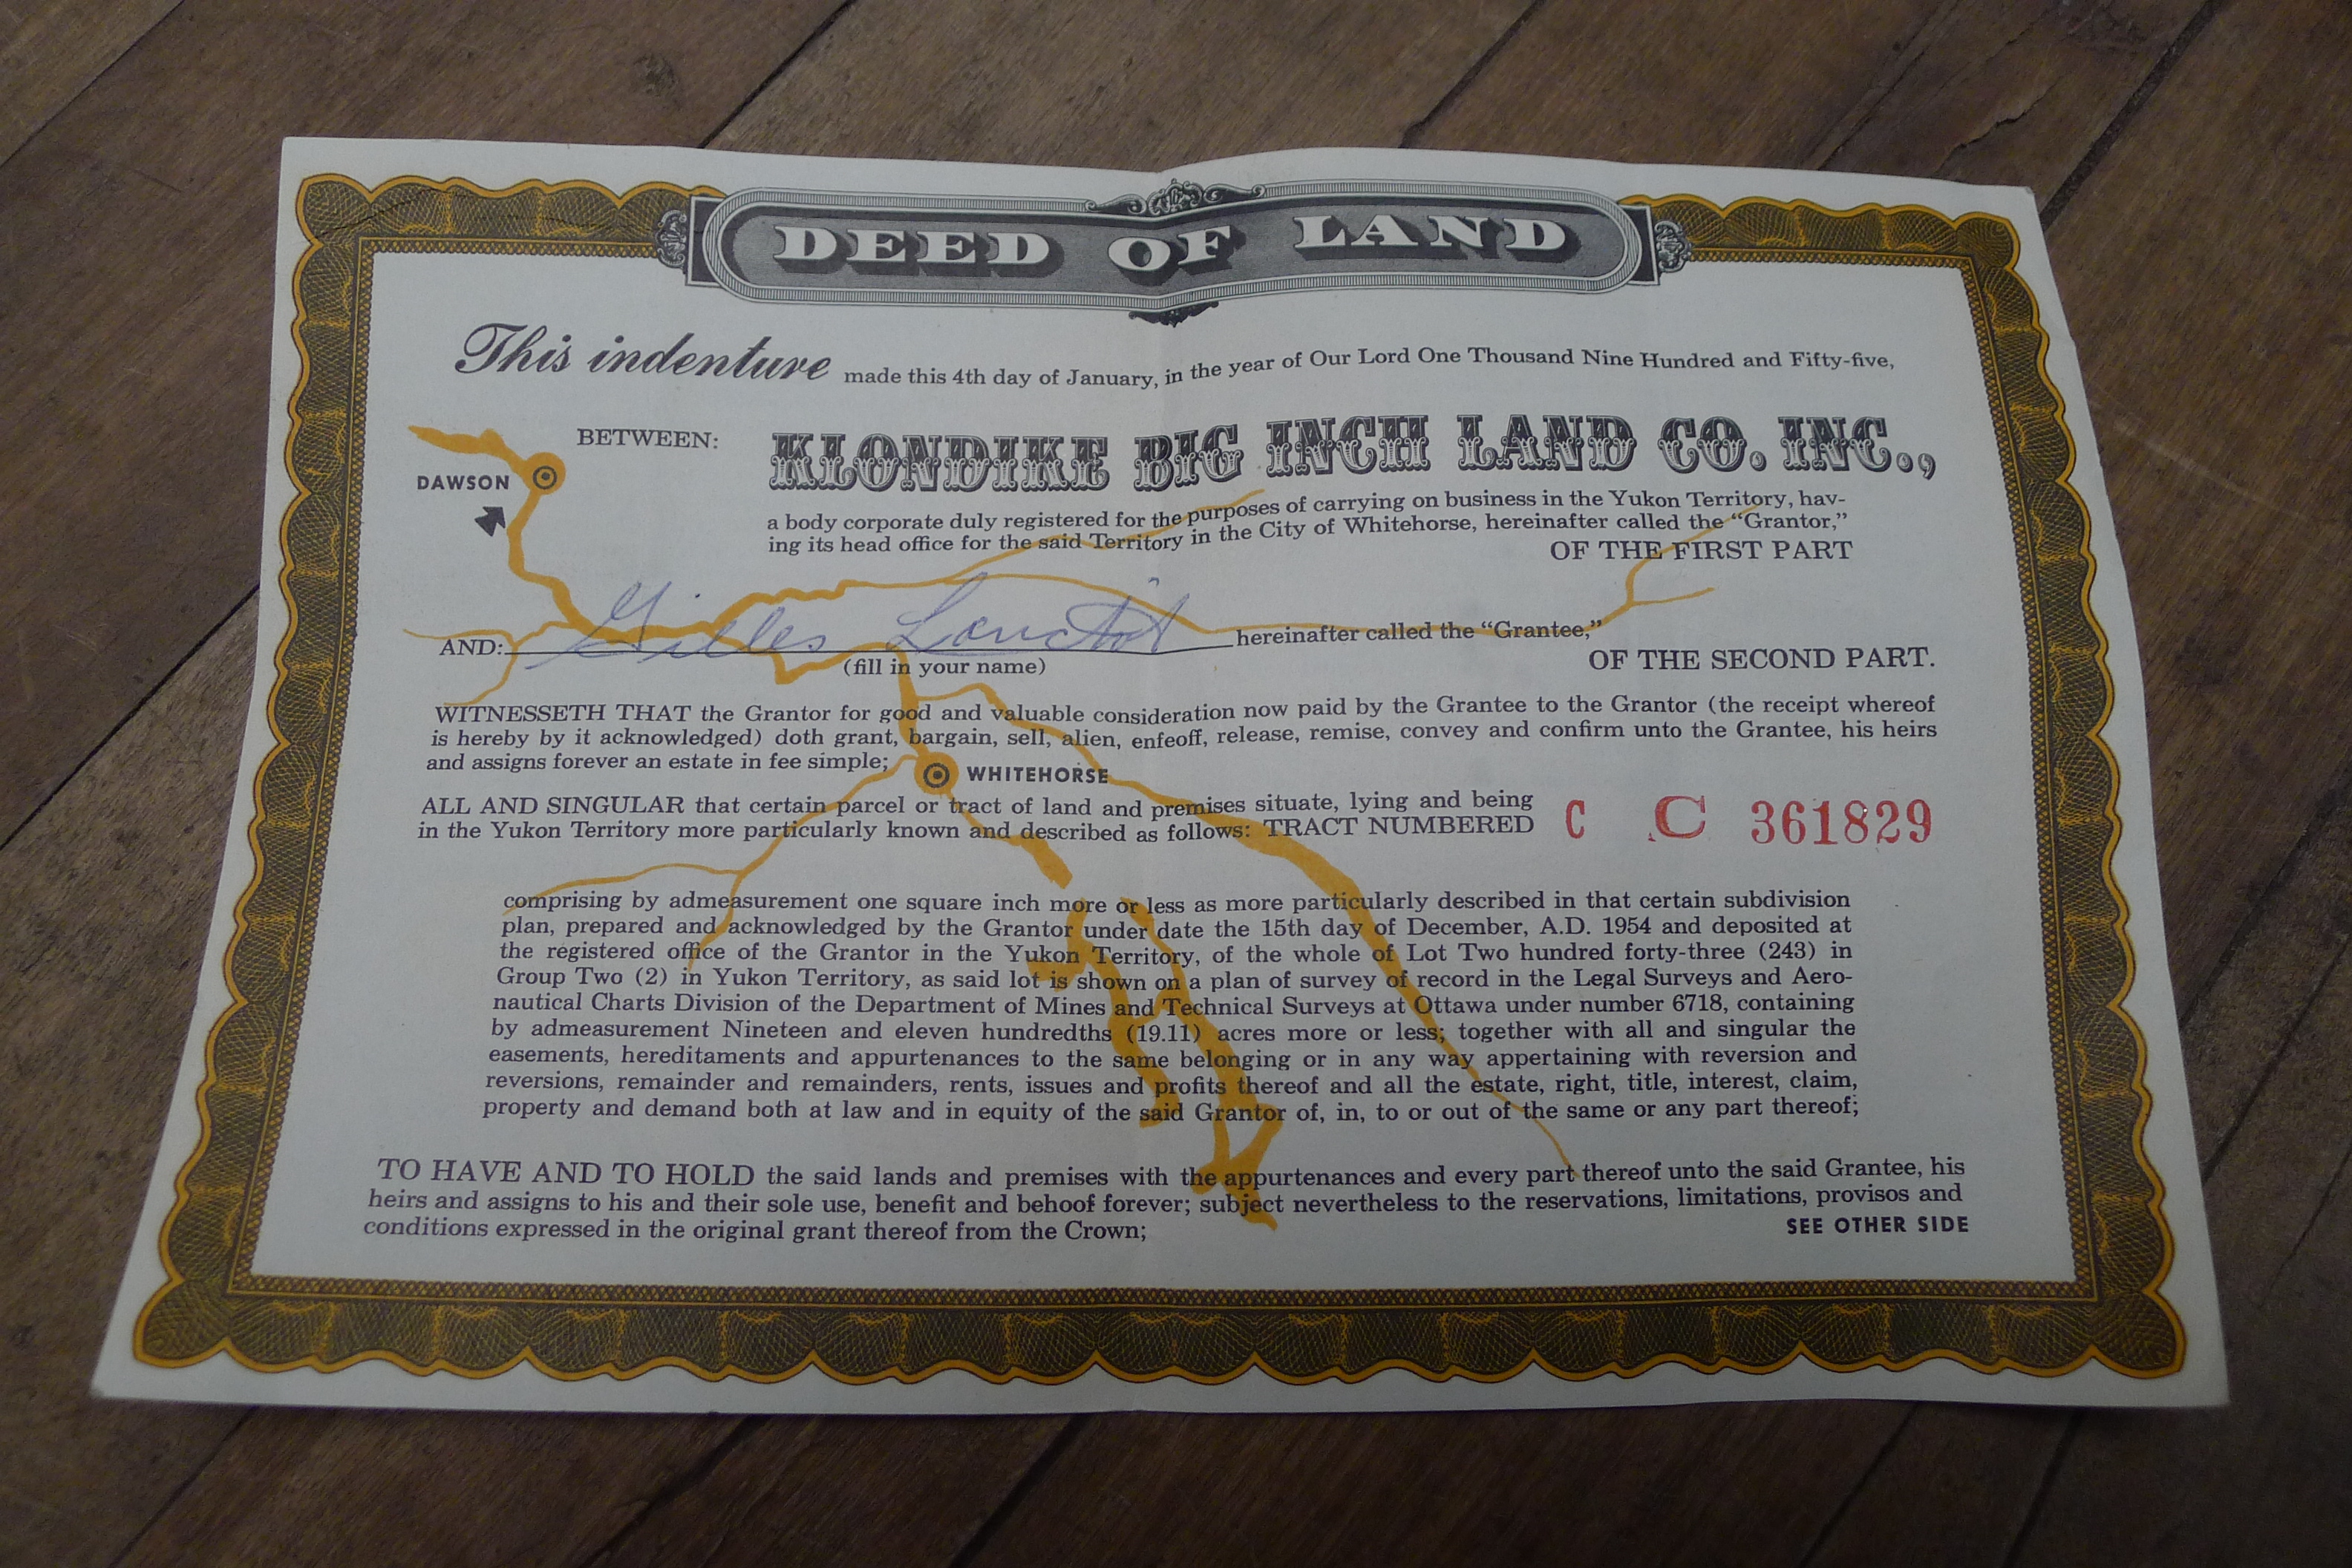 DEED OF LAND
This indenture made this 4th day of January, in the year of Our Lord One Thousand Nine Hundred and Fifty-five,
BETWEEN: KLONDIKE BIG INCH LAND CO. INC.,
DAWSON
a body corporate duly registered for the purposes of carrying on business in the Yukon Territory, hav-
ing its head office for the said Territory in the City of Whitehorse, hereinafter called the “Grantor,”
OF THE FIRST PART
AND: Gilles Lanctôt hereinafter called the “Grantee,”
(fill in your name)
OF THE SECOND PART.
WITNESSETH THAT the Grantor for good and valuable consideration now paid by the Grantee to the Grantor (the receipt whereof
is hereby by it acknowledged) doth grant, bargain, sell, alien, enfeoff, release, remise, convey and confirm unto the Grantee, his heirs
and assigns forever an estate in fee simple;
WHITEHORSE
ALL AND SINGULAR that certain parcel or tract of land and premises situate, lying and being
in the Yukon Territory more particularly known and described as follows: TRACT NUMBERED C C 361829
comprising by admeasurement one square inch more or less as more particularly described in that certain subdivision
plan, prepared and acknowledged by the Grantor under date the 15th day of December, A.D. 1954 and deposited at
the registered office of the Grantor in the Yukon Territory, of the whole of Lot Two hundred forty-three (243) in
Group Two (2) in Yukon Territory, as said lot is shown on a plan of survey of record in the Legal Surveys and Aero-
nautical Charts Division of the Department of Mines and Technical Surveys at Ottawa under number 6718, containing
by admeasurement Nineteen and eleven hundredths (19.11) acres more or less; together with all and singular the
easements, hereditaments and appurtenances to the same belonging or in any way appertaining with reversion and
reversions, remainder and remainders, rents, issues and profits thereof and all the estate, right, title, interest, claim,
property and demand both at law and in equity of the said Grantor of, in, to or out of the same or any part thereof;
TO HAVE AND TO HOLD the said lands and premises with the appurtenances and every part thereof unto the said Grantee, his
heirs and assigns to his and their sole use, benefit and behoof forever; subject nevertheless to the reservations, limitations, provisos and
conditions expressed in the original grant thereof from the Crown;
SEE OTHER SIDE